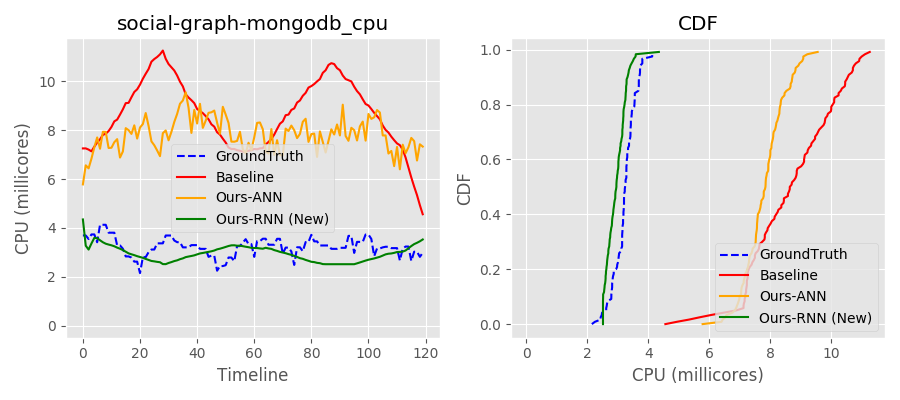 social-graph-mongodb_cpu
CPU (millicores)
10
8
6
4
2
0
GroundTruth
Baseline
Ours-ANN
Ours-RNN (New)
0 20 40 60 80 100 120
Timeline
CDF
CDF
1.0
0.8
0.6
0.4
0.2
0.0
GroundTruth
Baseline
Ours-ANN
Ours-RNN (New)
0 2 4 6 8 10
CPU (millicores)